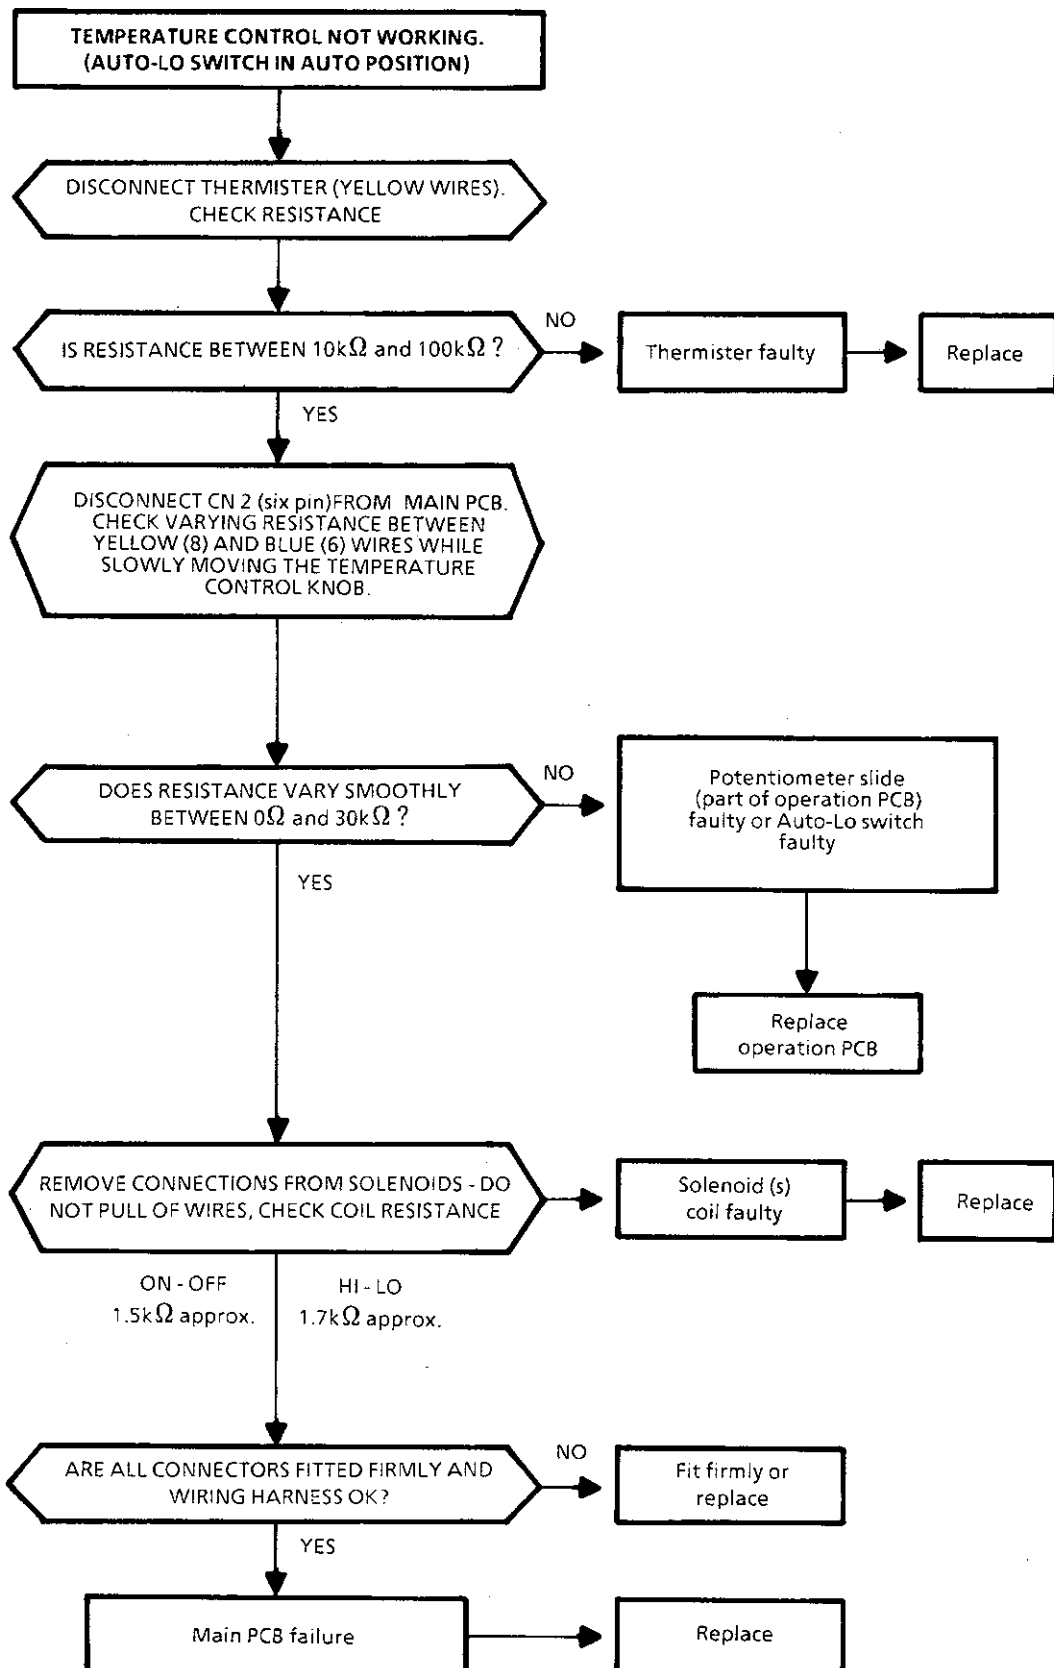 TEMPERATURE CONTROL NOT WORKING.
(AUTO-LO SWITCH IN AUTO POSITION)
DISCONNECT THERMISTER (YELLOW WIRES).
CHECK RESISTANCE
IS RESISTANCE BETWEEN 10kΩ and 100kΩ ?
NO
Thermister faulty
Replace
YES
DISCONNECT CN 2 (six pin)FROM MAIN PCB.
CHECK VARYING RESISTANCE BETWEEN
YELLOW (8) AND BLUE (6) WIRES WHILE
SLOWLY MOVING THE TEMPERATURE
CONTROL KNOB.
DOES RESISTANCE VARY SMOOTHLY
BETWEEN 0Ω and 30kΩ ?
NO
Potentiometer slide
(part of operation PCB)
faulty or Auto-Lo switch
faulty
YES
Replace
operation PCB
REMOVE CONNECTIONS FROM SOLENOIDS - DO
NOT PULL OF WIRES, CHECK COIL RESISTANCE
Solenoid (s)
coil faulty
Replace
ON - OFF
1.5kΩ approx.
HI - LO
1.7kΩ approx.
ARE ALL CONNECTORS FITTED FIRMLY AND
WIRING HARNESS OK?
NO
Fit firmly or
replace
YES
Main PCB failure
Replace